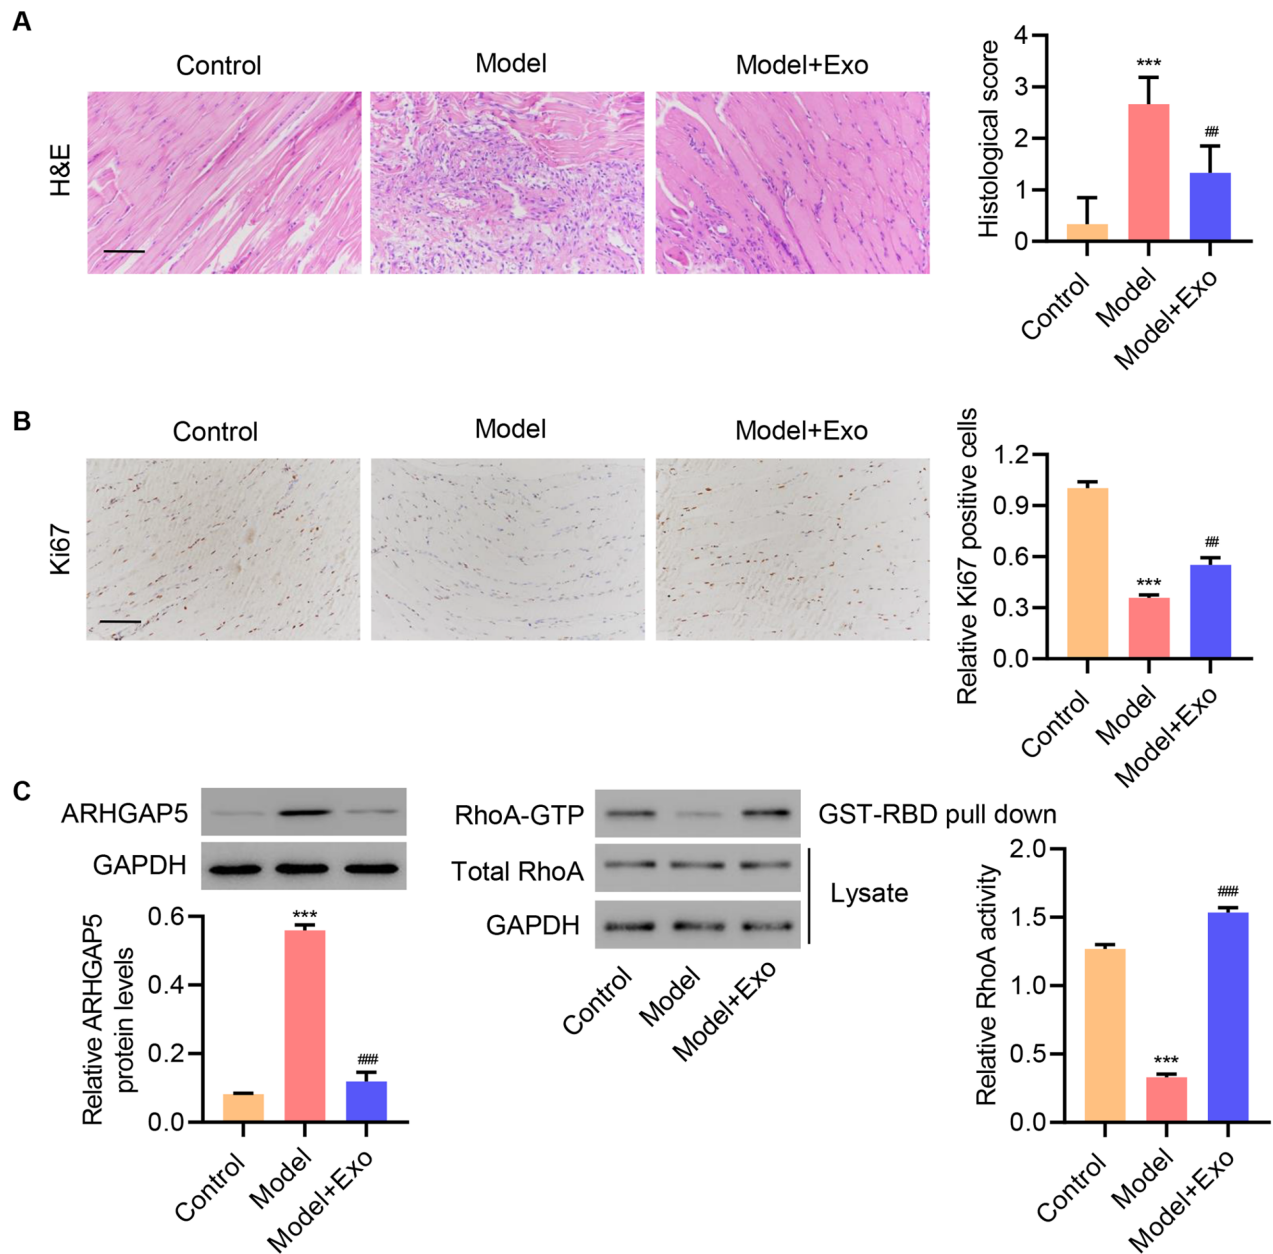 A
Control
Model
Model+Exo
H&E
Histological score
4
3
2
1
0
***
##
Control
Model
Model+Exo
B
Control
Model
Model+Exo
Ki67
Relative Ki67 positive cells
1.2
0.9
0.6
0.3
0.0
***
##
Control
Model
Model+Exo
C
ARHGAP5
GAPDH
Relative ARHGAP5
protein levels
0.6
0.4
0.2
0.0
***
###
Control
Model
Model+Exo
RhoA-GTP
GST-RBD pull down
Total RhoA
Lysate
GAPDH
Control
Model
Model+Exo
Relative RhoA activity
2.0
1.5
1.0
0.5
0.0
***
###
Control
Model
Model+Exo